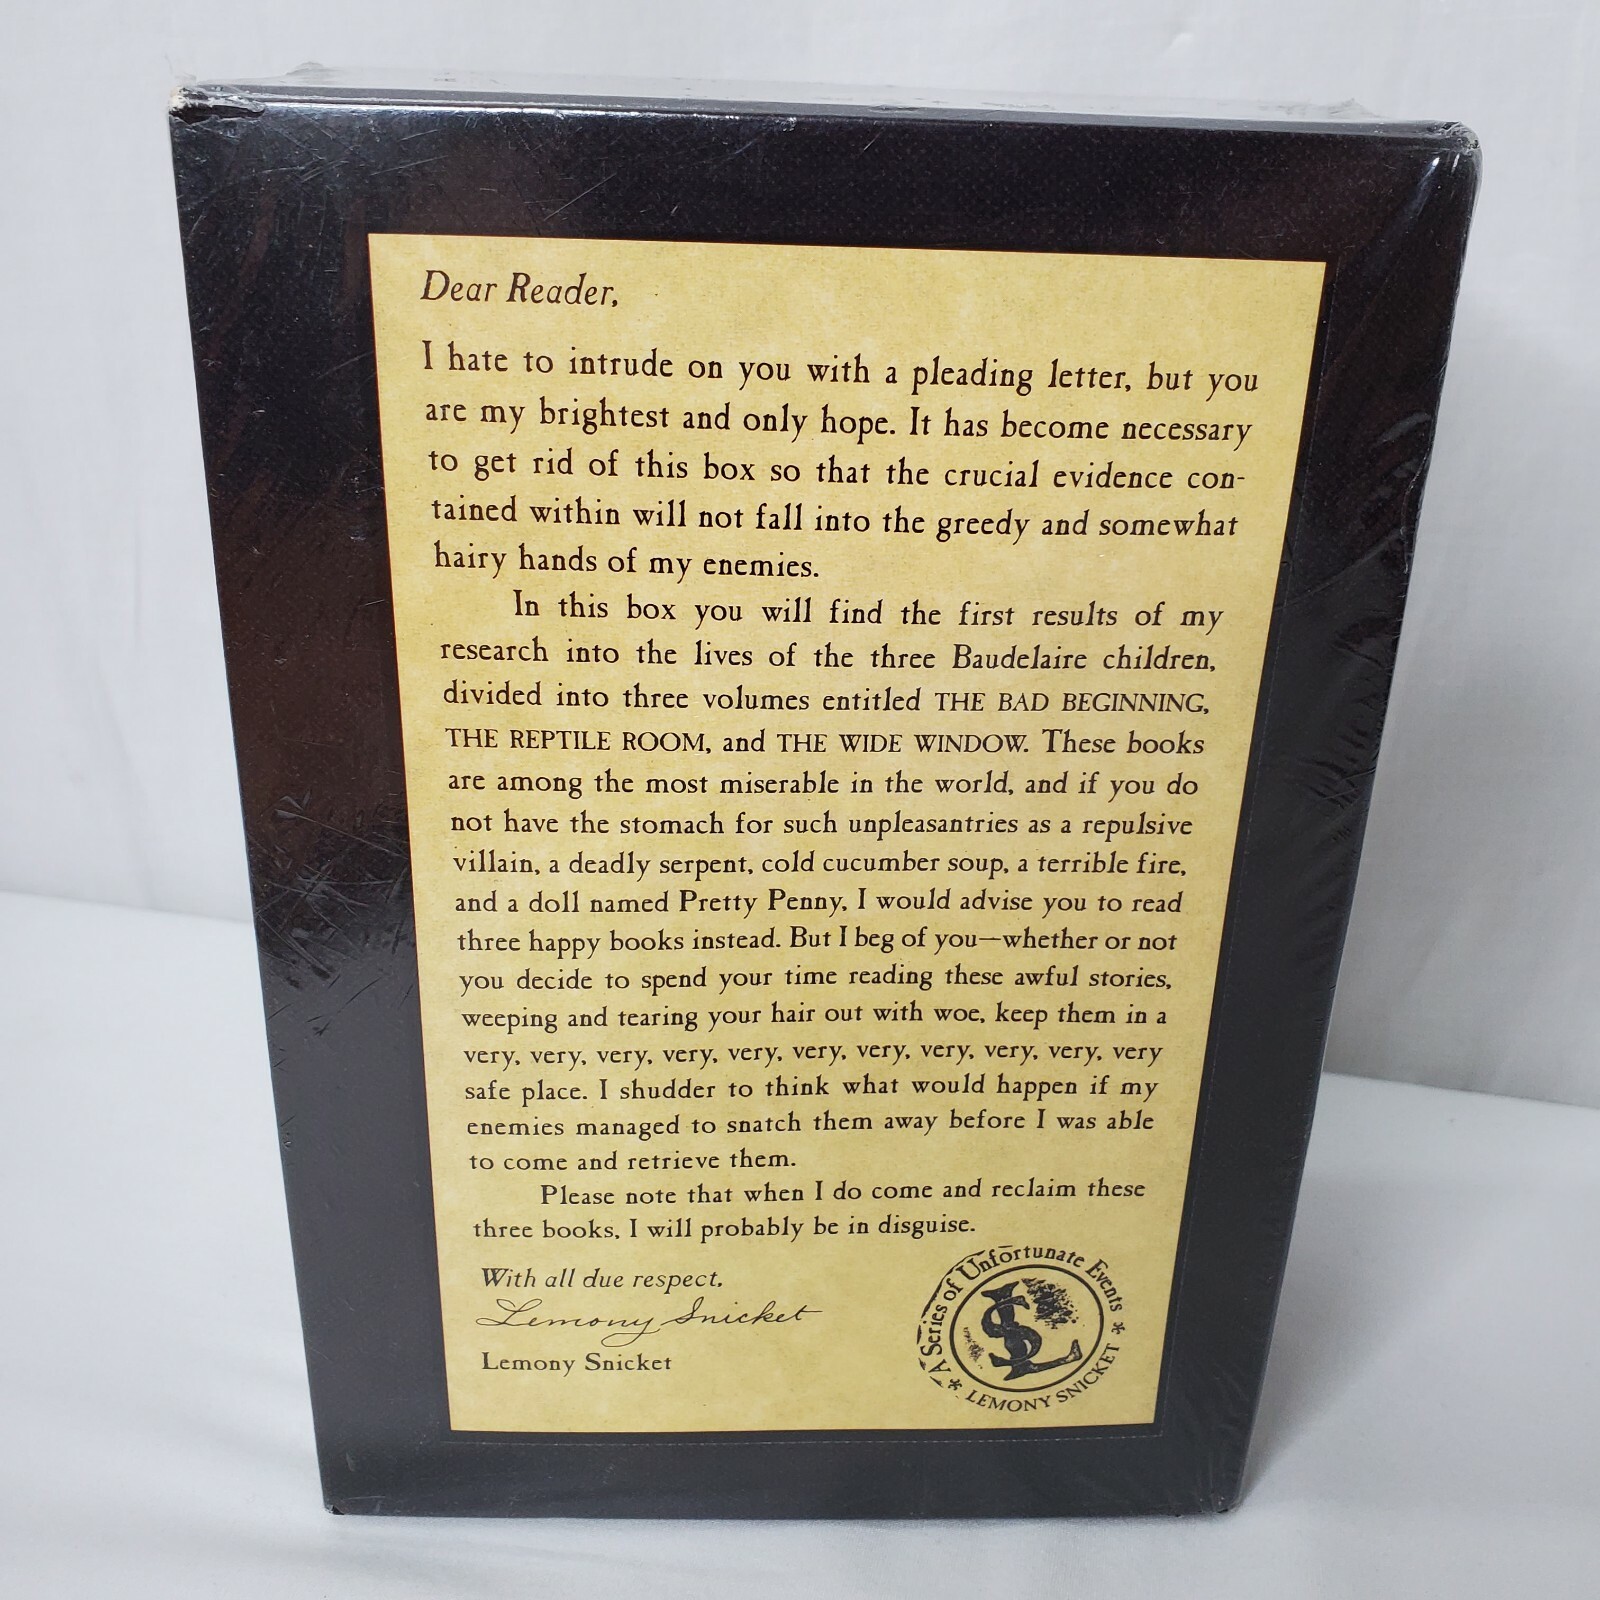 Dear Reader,
I hate to intrude on you with a pleading letter, but you
are my brightest and only hope. It has become necessary
to get rid of this box so that the crucial evidence con-
tained within will not fall into the greedy and somewhat
hairy hands of my enemies.
In this box you will find the first results of my
research into the lives of the three Baudelaire children,
divided into three volumes entitled THE BAD BEGINNING,
THE REPTILE ROOM, and THE WIDE WINDOW. These books
are among the most miserable in the world, and if you do
not have the stomach for such unpleasantries as a repulsive
villain, a deadly serpent, cold cucumber soup, a terrible fire,
and a doll named Pretty Penny, I would advise you to read
three happy books instead. But I beg of you—whether or not
you decide to spend your time reading these awful stories,
weeping and tearing your hair out with woe, keep them in a
very, very, very, very, very, very, very, very, very, very, very
safe place. I shudder to think what would happen if my
enemies managed to snatch them away before I was able
to come and retrieve them.
Please note that when I do come and reclaim these
three books, I will probably be in disguise.
With all due respect,
Lemony Snicket
Lemony Snicket
A Series of Unfortunate Events
LS
* LEMONY SNICKET *